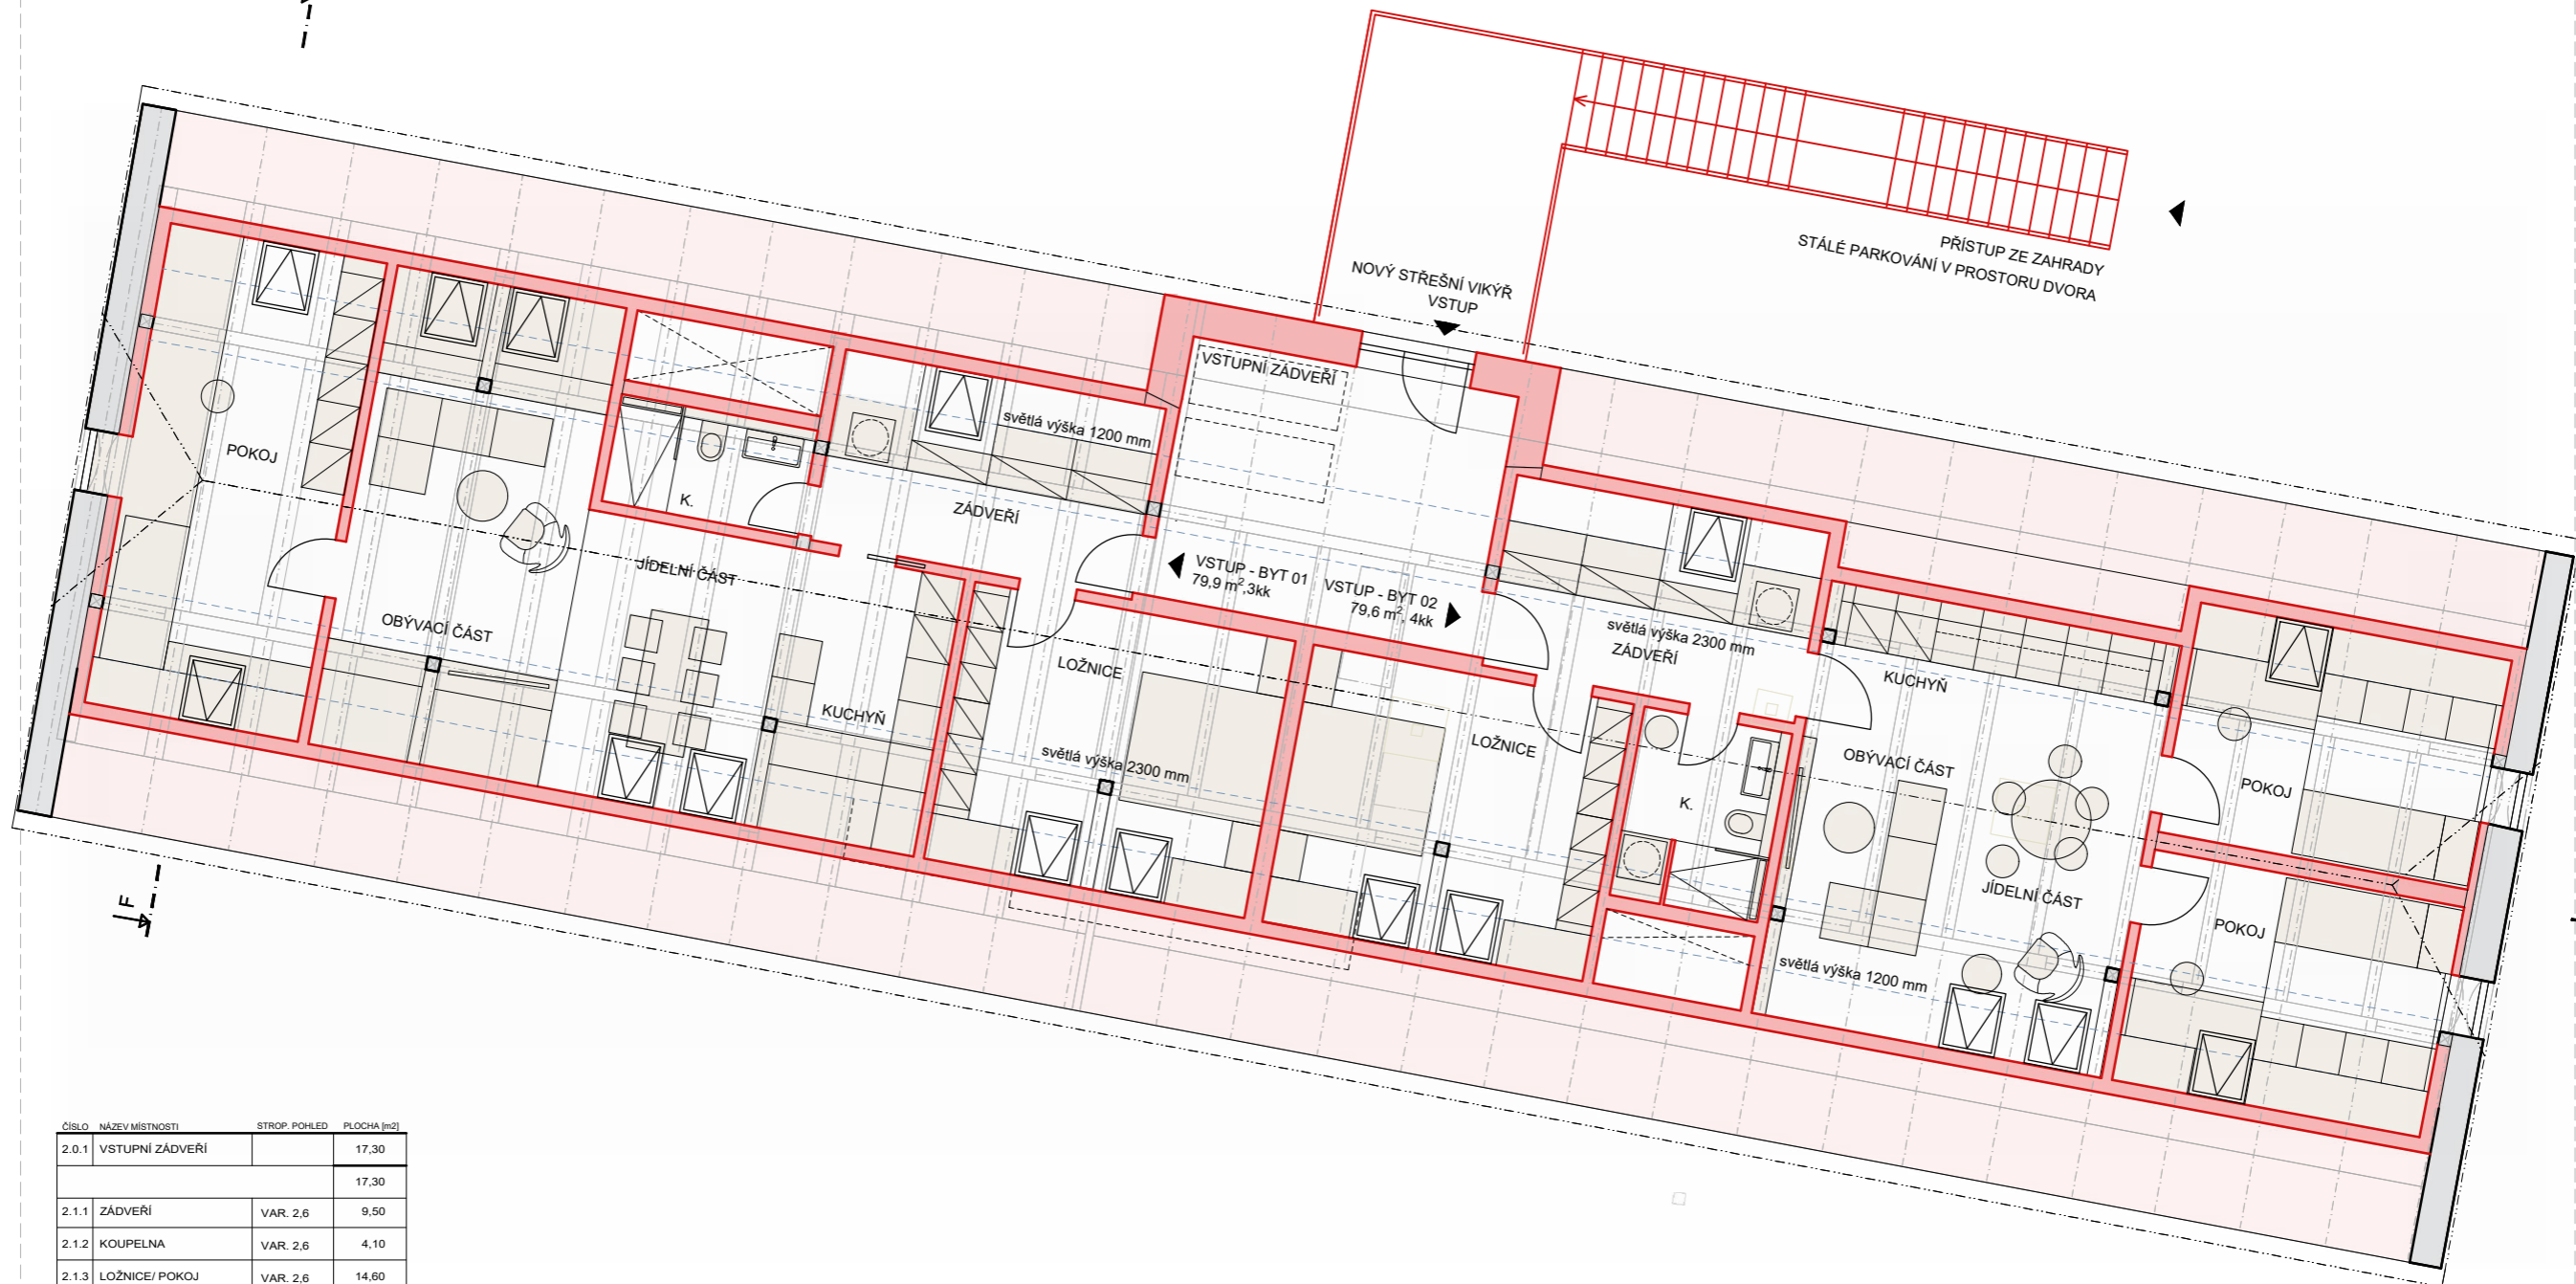 NOVÝ STŘEŠNÍ VIKÝŘ
VSTUP
PŘÍSTUP ZE ZAHRADY
STÁLÉ PARKOVÁNÍ V PROSTORU DVORA
VSTUPNÍ ZÁDVEŘÍ
světlá výška 1200 mm
POKOJ
K.
ZÁDVEŘÍ
JÍDELNÍ ČÁST
VSTUP - BYT 01
79,9 m²,3kk
VSTUP - BYT 02
79,6 m², 4kk
OBÝVACÍ ČÁST
světlá výška 2300 mm
ZÁDVEŘÍ
LOŽNICE
KUCHYŇ
KUCHYŇ
LOŽNICE
světlá výška 2300 mm
OBÝVACÍ ČÁST
POKOJ
K.
JÍDELNÍ ČÁST
POKOJ
světlá výška 1200 mm
F
ČÍSLO NÁZEV MÍSTNOSTI STROP. POHLED PLOCHA [m2]
2.0.1 VSTUPNÍ ZÁDVEŘÍ 17,30
17,30
2.1.1 ZÁDVEŘÍ VAR. 2,6 9,50
2.1.2 KOUPELNA VAR. 2,6 4,10
2.1.3 LOŽNICE/ POKOJ VAR. 2,6 14,60